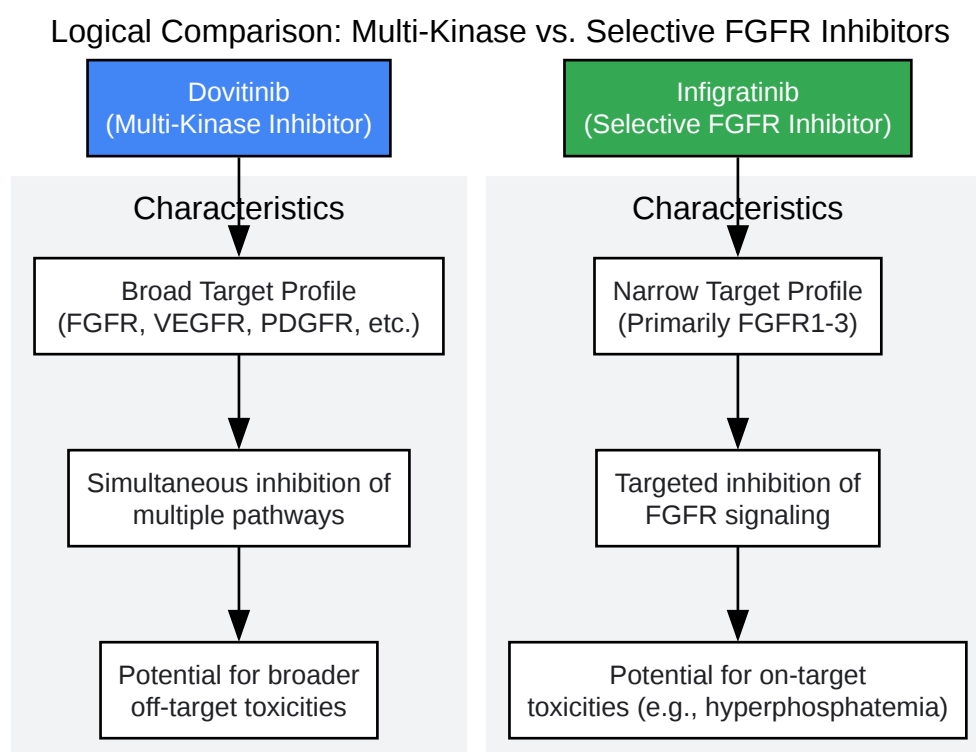 Logical Comparison: Multi-Kinase vs. Selective FGFR Inhibitors
Dovitinib
(Multi-Kinase Inhibitor)
Characteristics
Broad Target Profile
(FGFR, VEGFR, PDGFR, etc.)
Simultaneous inhibition of
multiple pathways
Potential for broader
off-target toxicities
Infigratinib
(Selective FGFR Inhibitor)
Characteristics
Narrow Target Profile
(Primarily FGFR1-3)
Targeted inhibition of
FGFR signaling
Potential for on-target
toxicities (e.g., hyperphosphatemia)